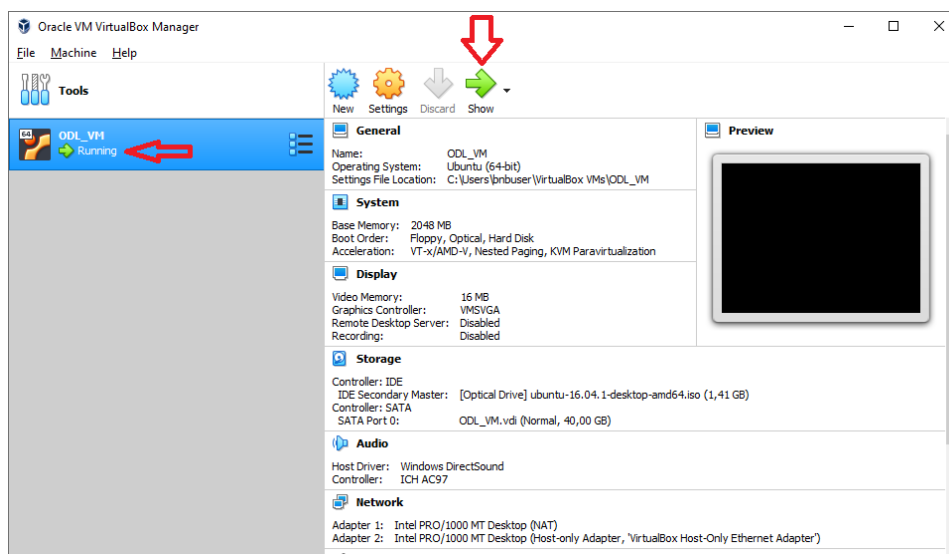 Oracle VM VirtualBox Manager
File Machine Help
Tools
New Settings Discard Show
64
ODL_VM
Running
General
Name: ODL_VM
Operating System: Ubuntu (64-bit)
Settings File Location: C:\Users\bnbuser\VirtualBox VMs\ODL_VM
System
Base Memory: 2048 MB
Boot Order: Floppy, Optical, Hard Disk
Acceleration: VT-x/AMD-V, Nested Paging, KVM Paravirtualization
Display
Video Memory: 16 MB
Graphics Controller: VMSVGA
Remote Desktop Server: Disabled
Recording: Disabled
Preview
Storage
Controller: IDE
IDE Secondary Master: [Optical Drive] ubuntu-16.04.1-desktop-amd64.iso (1,41 GB)
Controller: SATA
SATA Port 0: ODL_VM.vdi (Normal, 40,00 GB)
Audio
Host Driver: Windows DirectSound
Controller: ICH AC97
Network
Adapter 1: Intel PRO/1000 MT Desktop (NAT)
Adapter 2: Intel PRO/1000 MT Desktop (Host-only Adapter, 'VirtualBox Host-Only Ethernet Adapter')